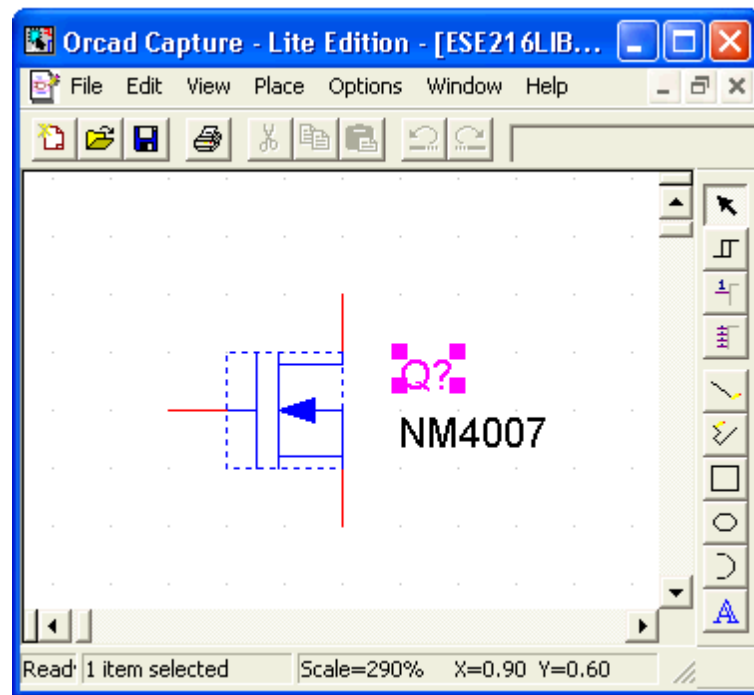 Orcad Capture - Lite Edition - [ESE216LIB...
File Edit View Place Options Window Help
1
Q?
NM4007
A
Read 1 item selected Scale=290% X=0.90 Y=0.60